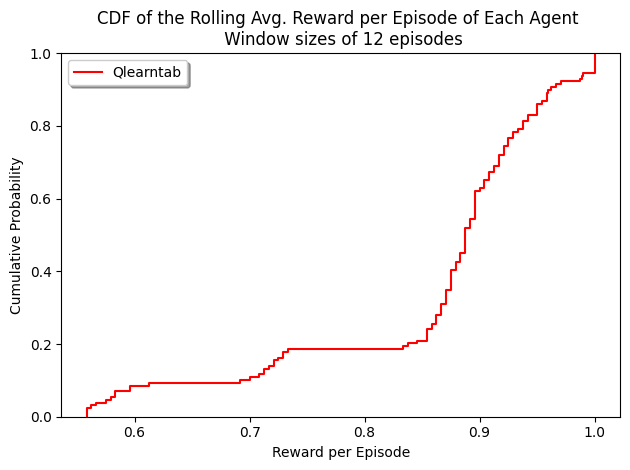 CDF of the Rolling Avg. Reward per Episode of Each Agent
Window sizes of 12 episodes
Qlearntab
Cumulative Probability
1.0
0.8
0.6
0.4
0.2
0.0
0.6 0.7 0.8 0.9 1.0
Reward per Episode